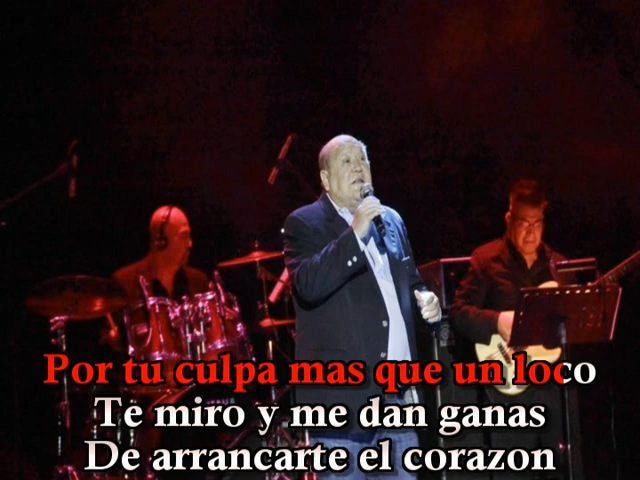 Por tu culpa mas que un loco
Te miro y me dan ganas
De arrancarte el corazon